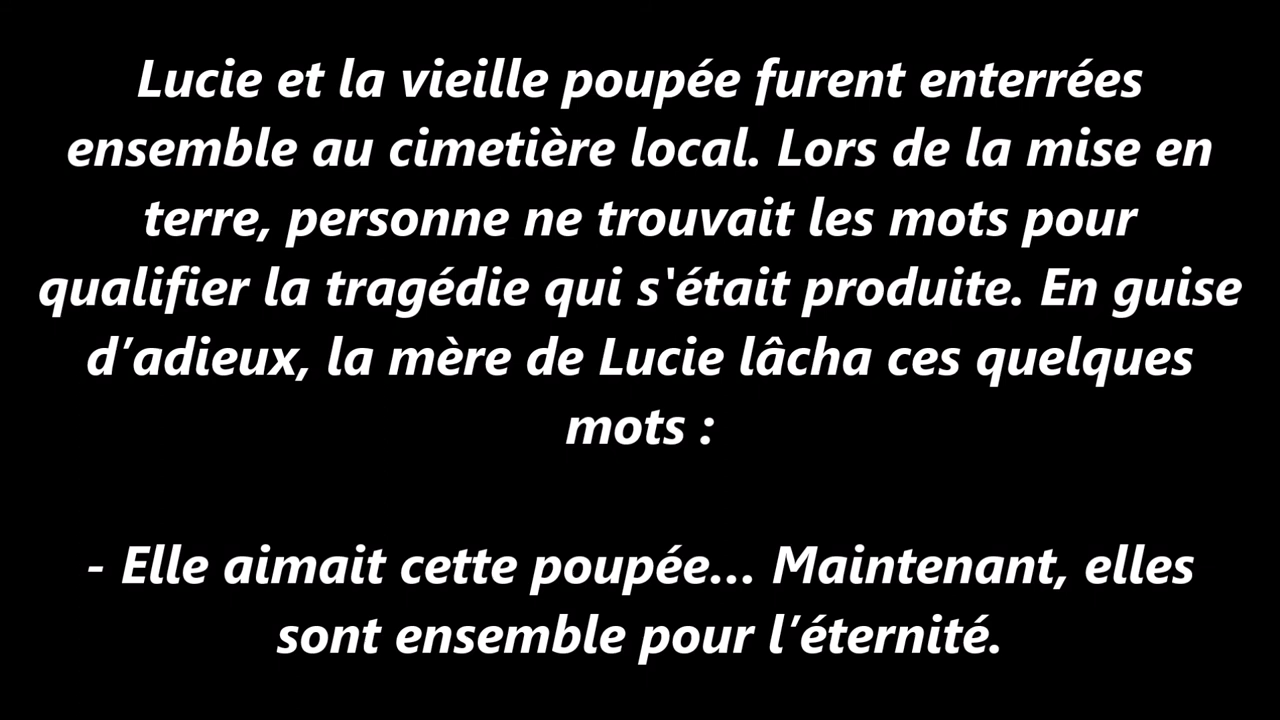 Lucie et la vieille poupée furent enterrées
ensemble au cimetière local. Lors de la mise en
terre, personne ne trouvait les mots pour
qualifier la tragédie qui s'était produite. En guise
d’adieux, la mère de Lucie lâcha ces quelques
mots :
- Elle aimait cette poupée... Maintenant, elles
sont ensemble pour l’éternité.